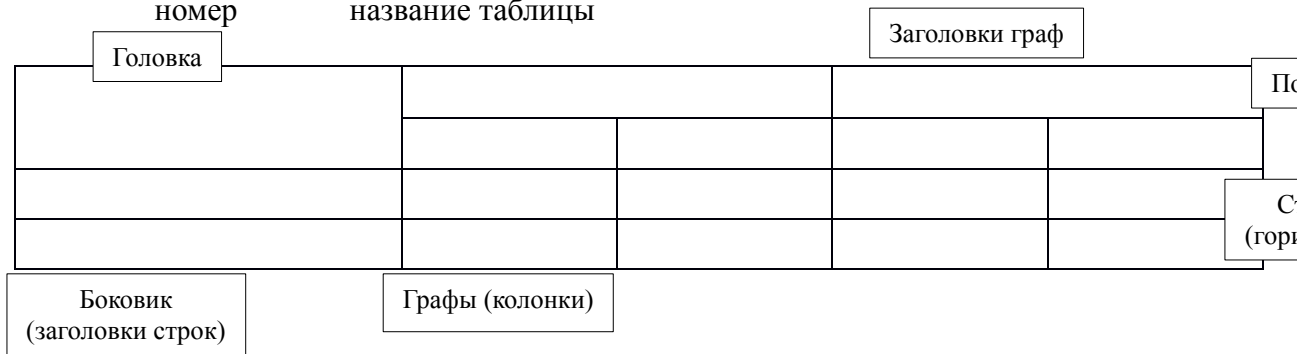 номер название таблицы
Заголовки граф
Головка
Боковик
(заголовки строк)
Графы (колонки)